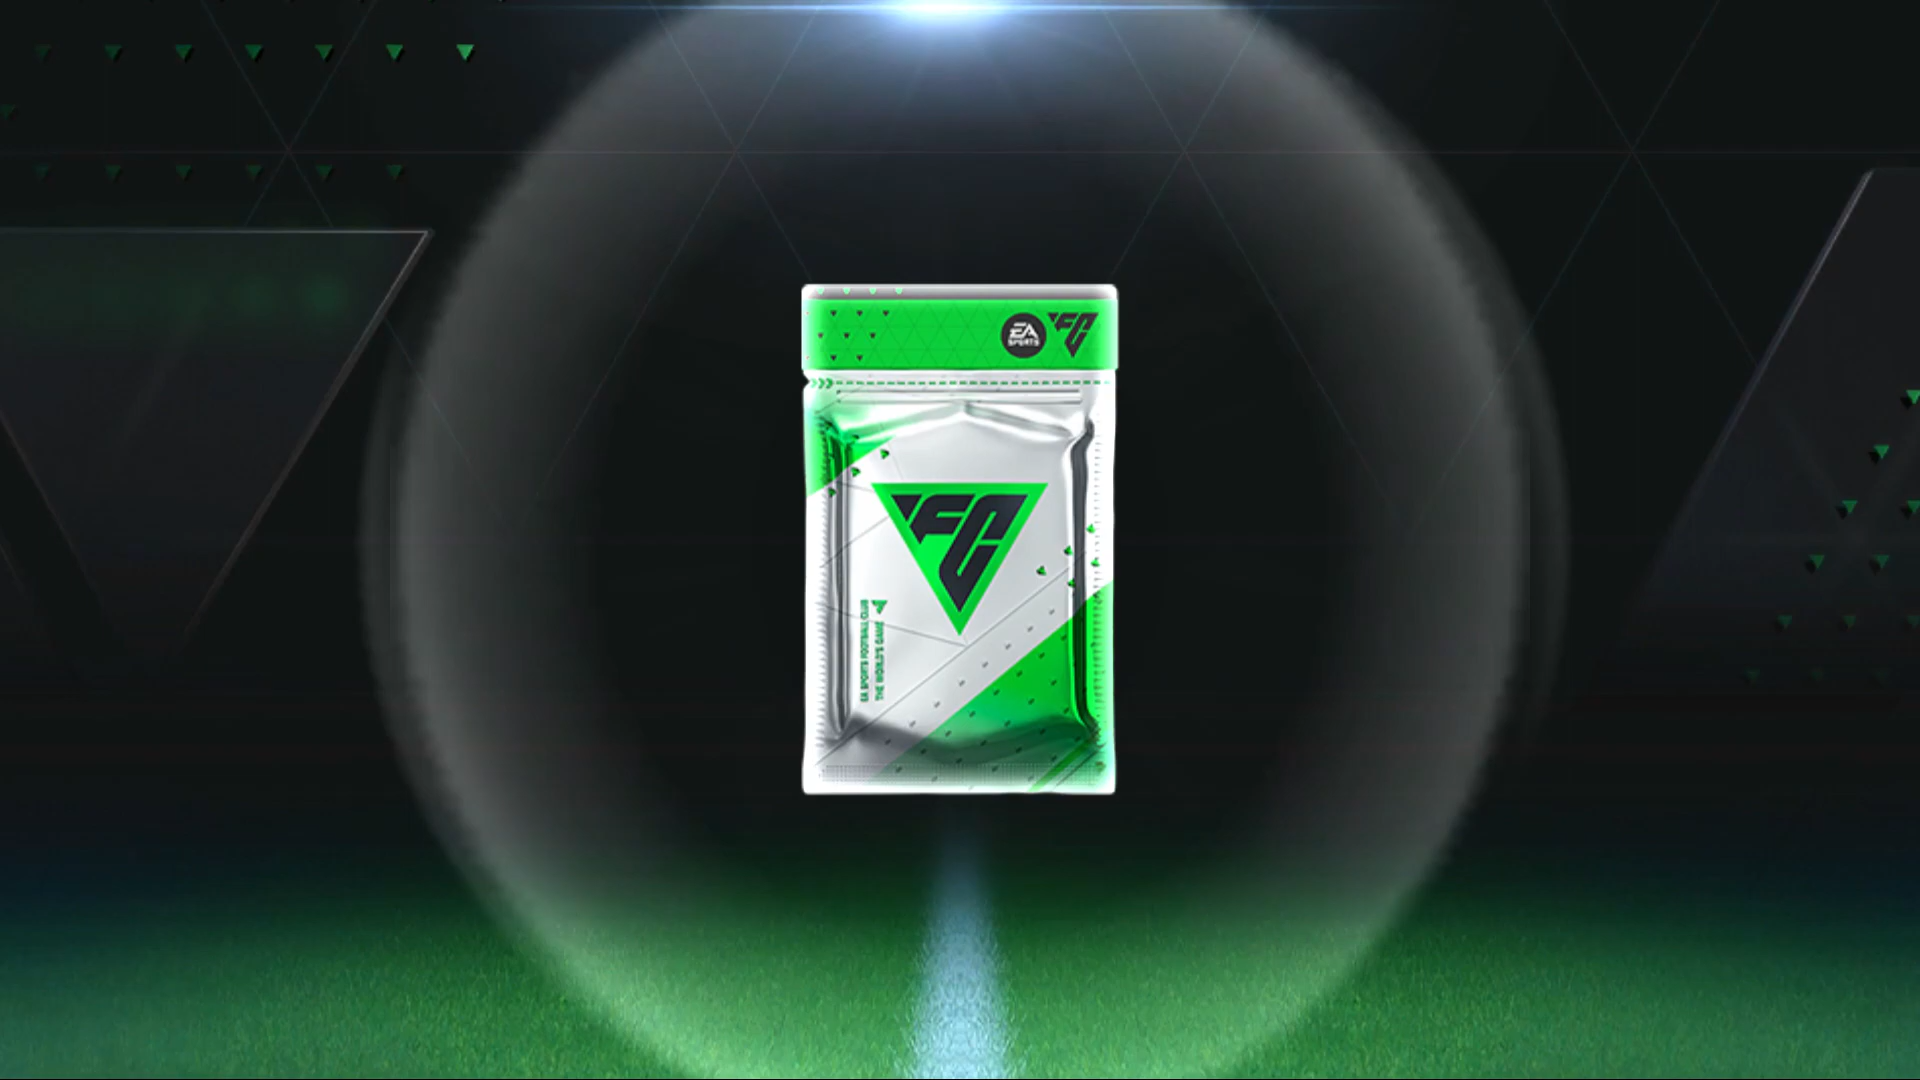 EA
SPORTS
FC
FC
EA SPORTS FOOTBALL CLUB
THE WORLD'S GAME